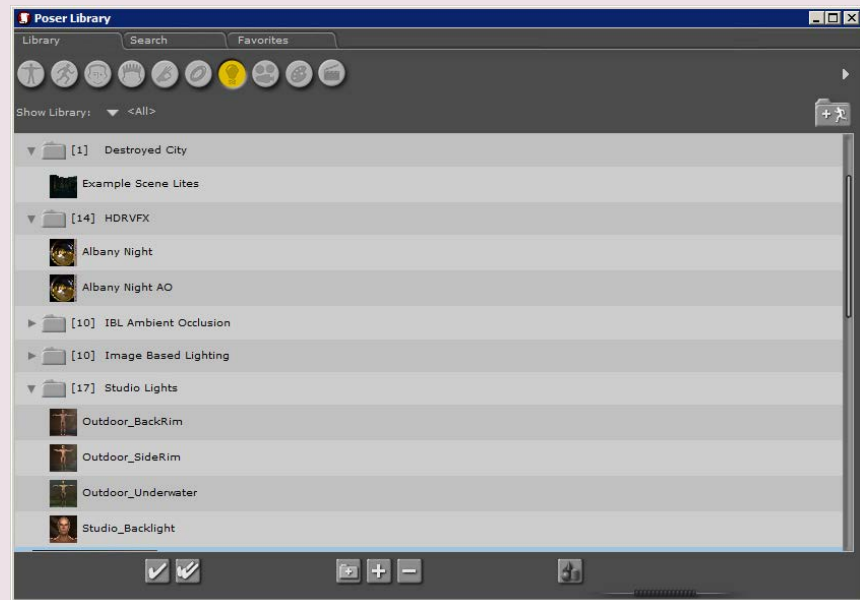 Poser Library
Library Search Favorites
Show Library: <All>
[1] Destroyed City
Example Scene Lites
[14] HDRVFX
Albany Night
Albany Night AO
[10] IBL Ambient Occlusion
[10] Image Based Lighting
[17] Studio Lights
Outdoor_BackRim
Outdoor_SideRim
Outdoor_Underwater
Studio_Backlight